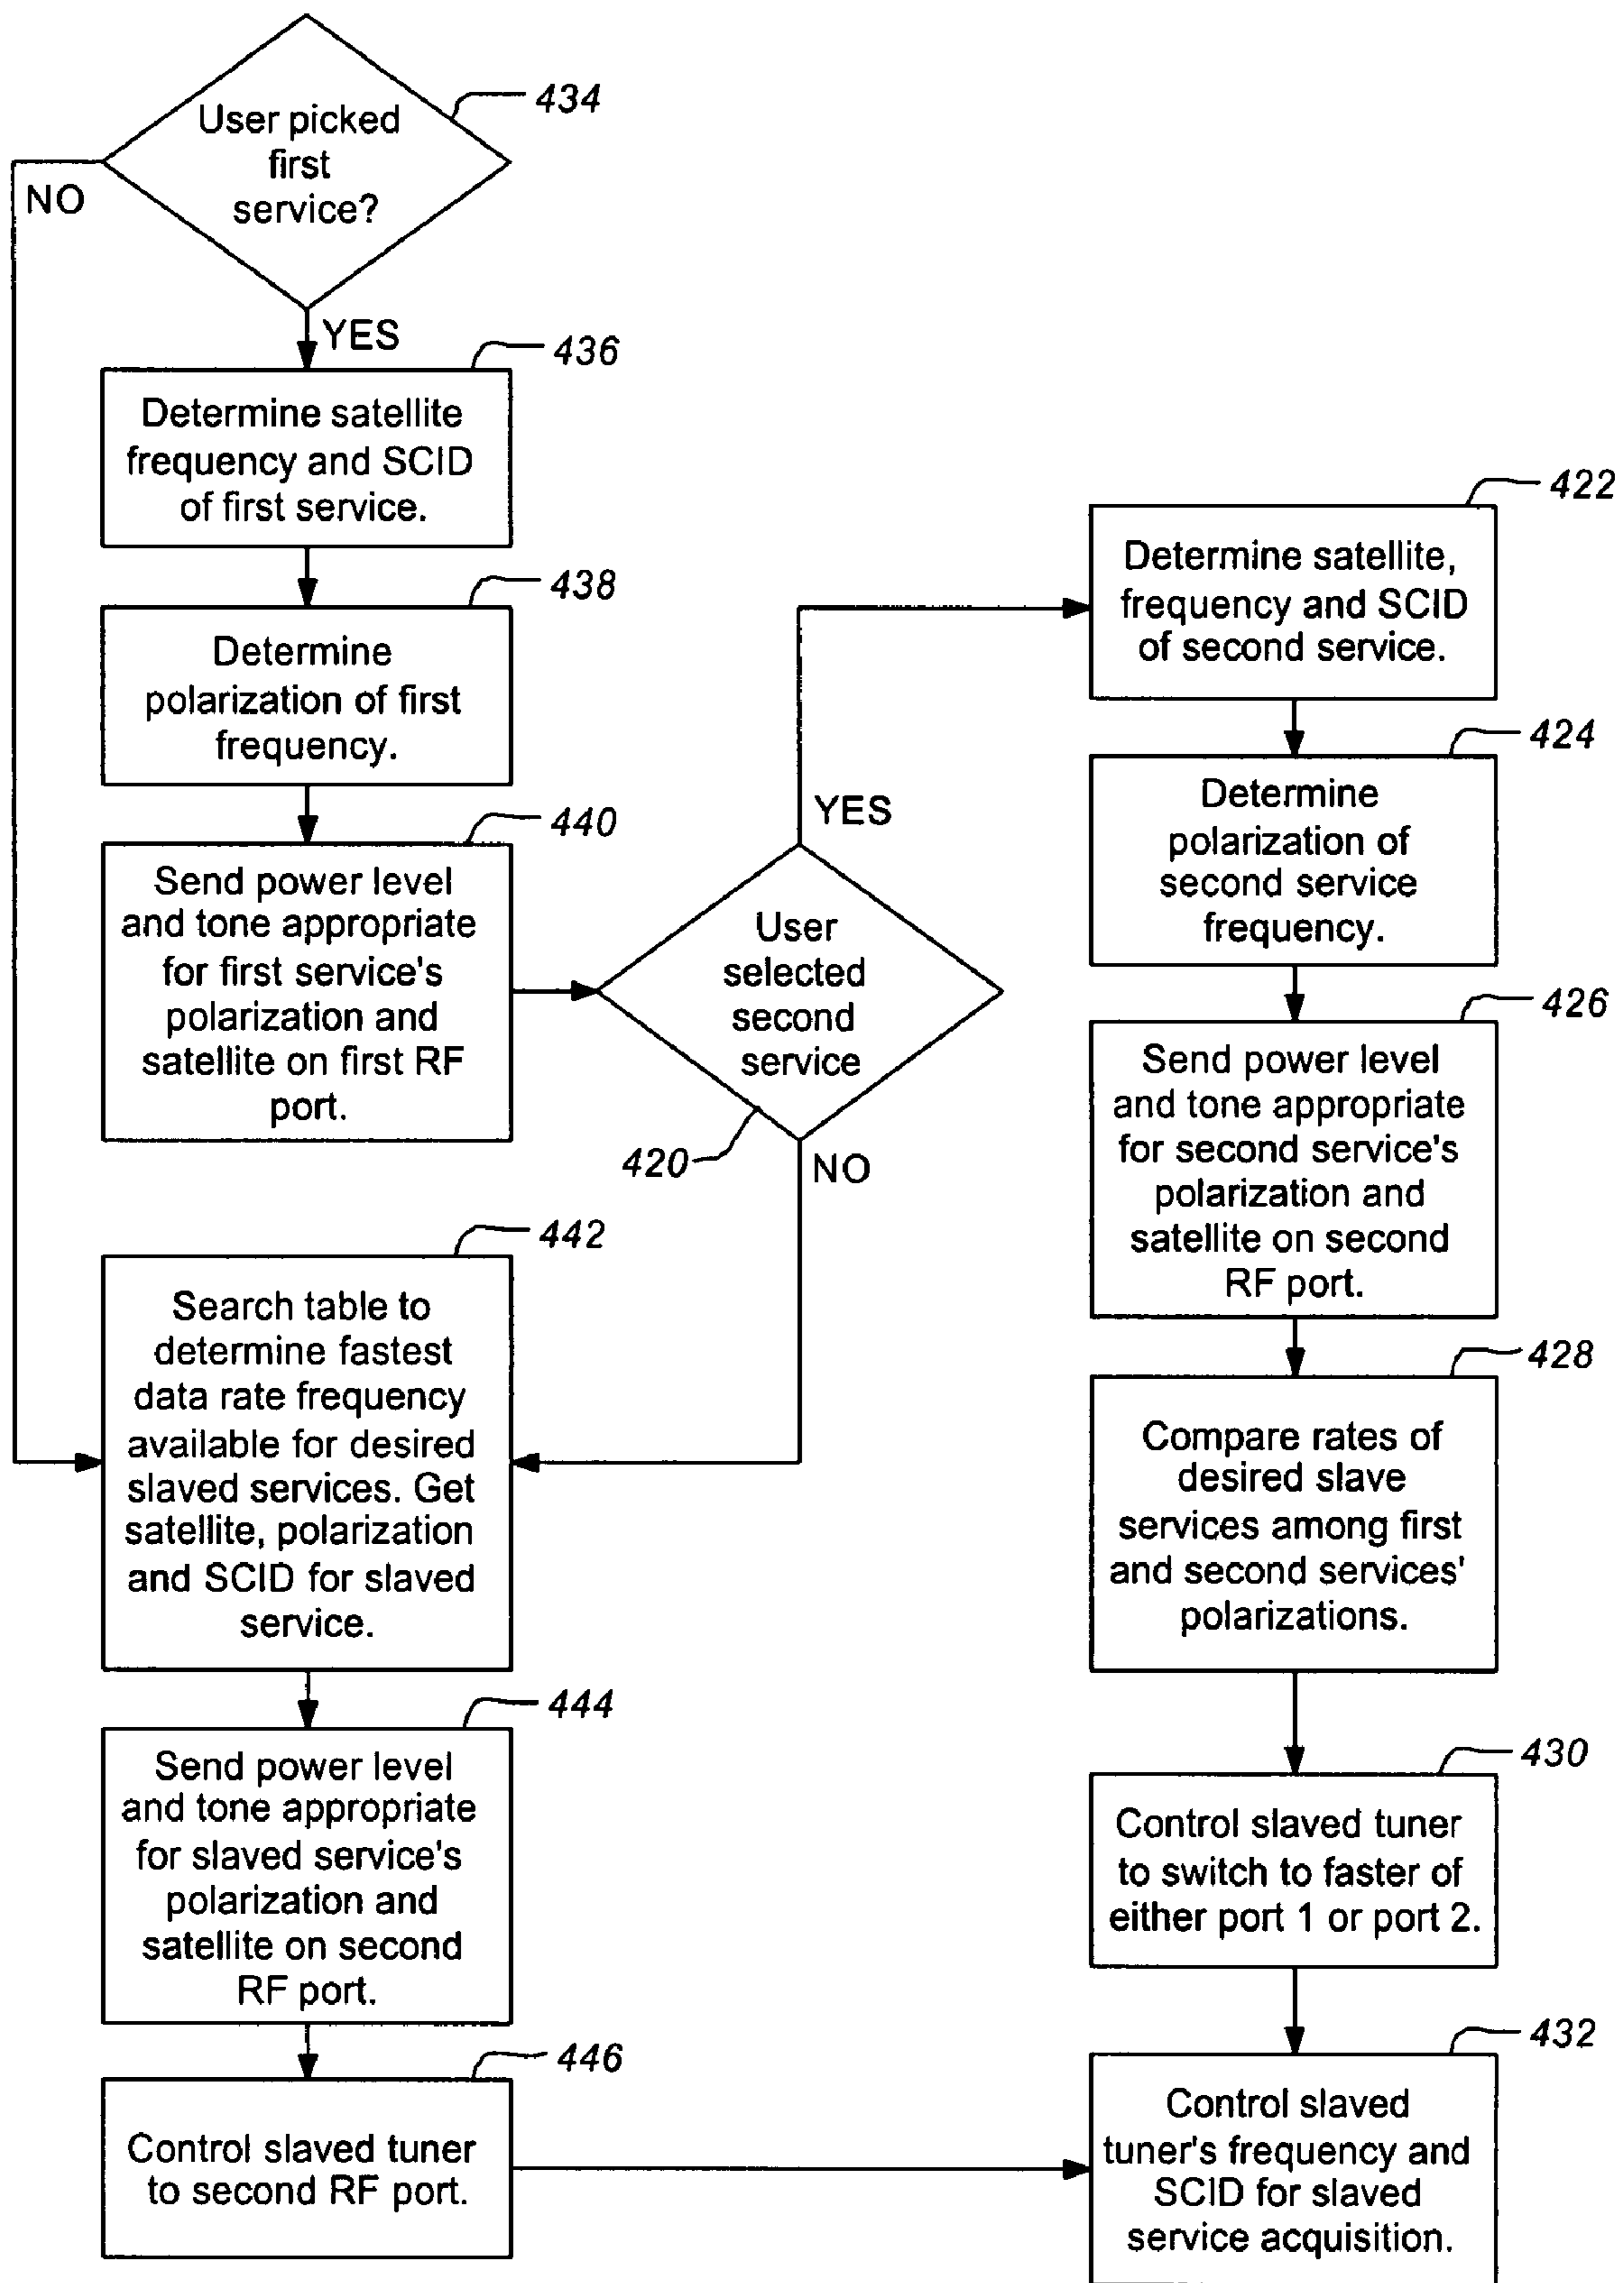 User picked
first
service?
434
NO
YES
436
Determine satellite
frequency and SCID
of first service.
438
Determine
polarization of first
frequency.
440
Send power level
and tone appropriate
for first service's
polarization and
satellite on first RF
port.
User
selected
second
service
420
YES
NO
442
Search table to
determine fastest
data rate frequency
available for desired
slaved services. Get
satellite, polarization
and SCID for slaved
service.
444
Send power level
and tone appropriate
for slaved service's
polarization and
satellite on second
RF port.
446
Control slaved tuner
to second RF port.
422
Determine satellite,
frequency and SCID
of second service.
424
Determine
polarization of
second service
frequency.
426
Send power level
and tone appropriate
for second service's
polarization and
satellite on second
RF port.
428
Compare rates of
desired slave
services among first
and second services'
polarizations.
430
Control slaved tuner
to switch to faster of
either port 1 or port 2.
432
Control slaved
tuner's frequency and
SCID for slaved
service acquisition.